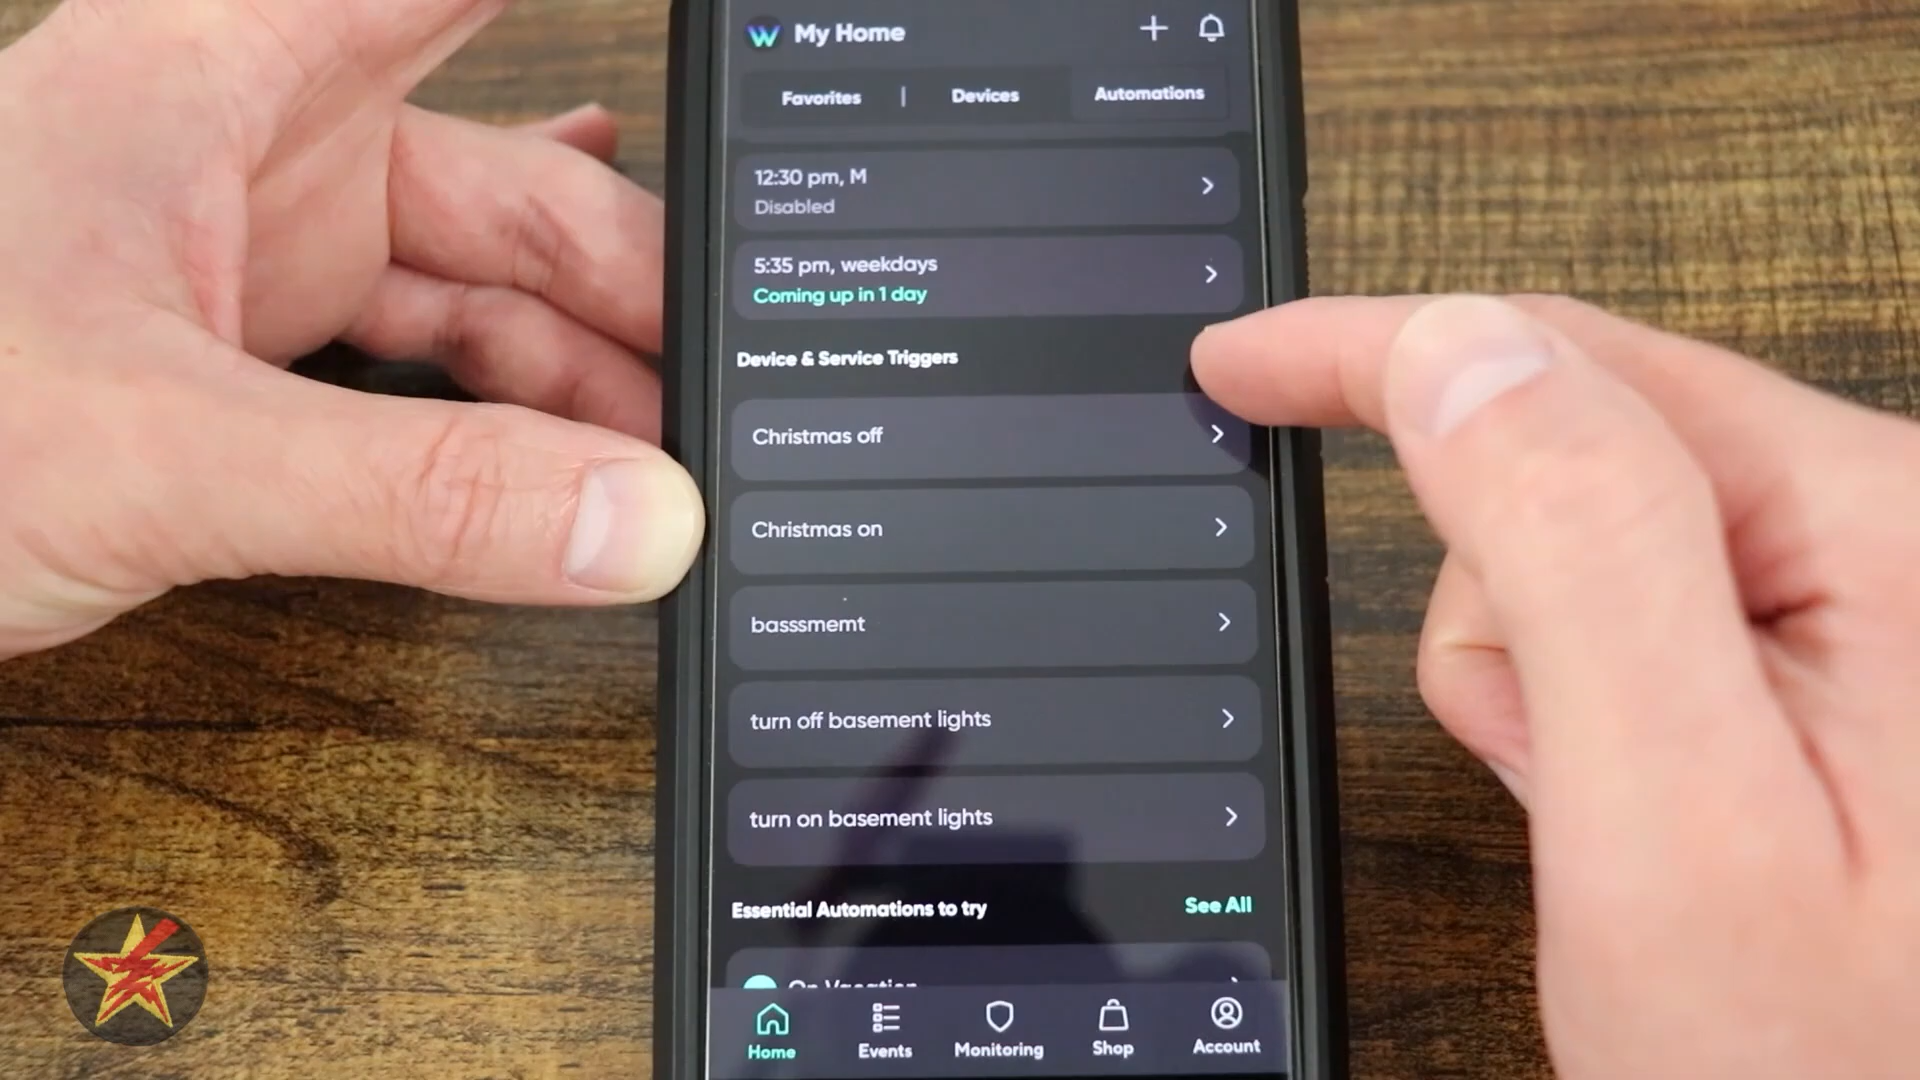 W My Home
Favorites | Devices Automations
12:30 pm, M
Disabled
5:35 pm, weekdays
Coming up in 1 day
Device & Service Triggers
Christmas off
Christmas on
basssmemt
turn off basement lights
turn on basement lights
Essential Automations to try See All
On Vacation
Home Events Monitoring Shop Account